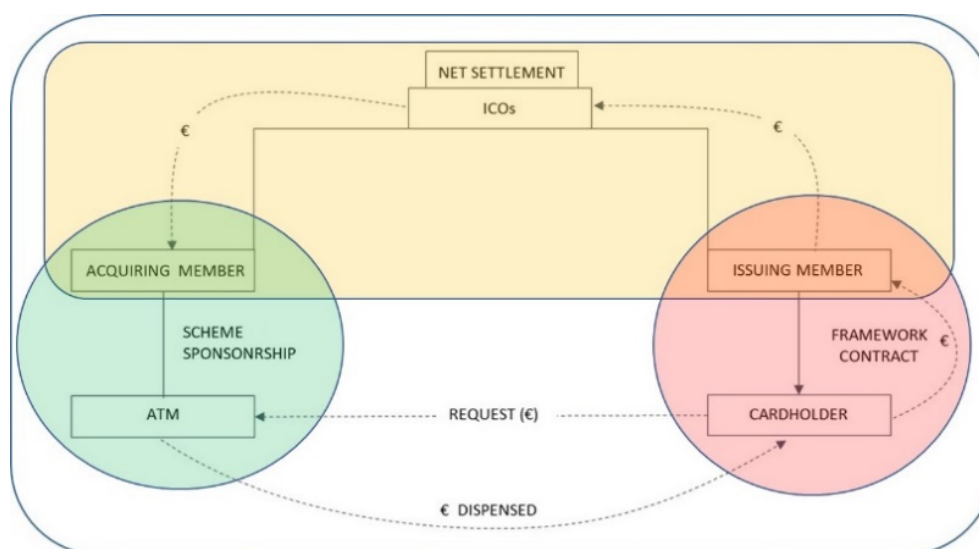 NET SETTLEMENT
ICOs
€
€
ACQUIRING MEMBER
ISSUING MEMBER
SCHEME
SPONSONRSHIP
FRAMEWORK
CONTRACT
€
ATM
REQUEST (€)
CARDHOLDER
€ DISPENSED